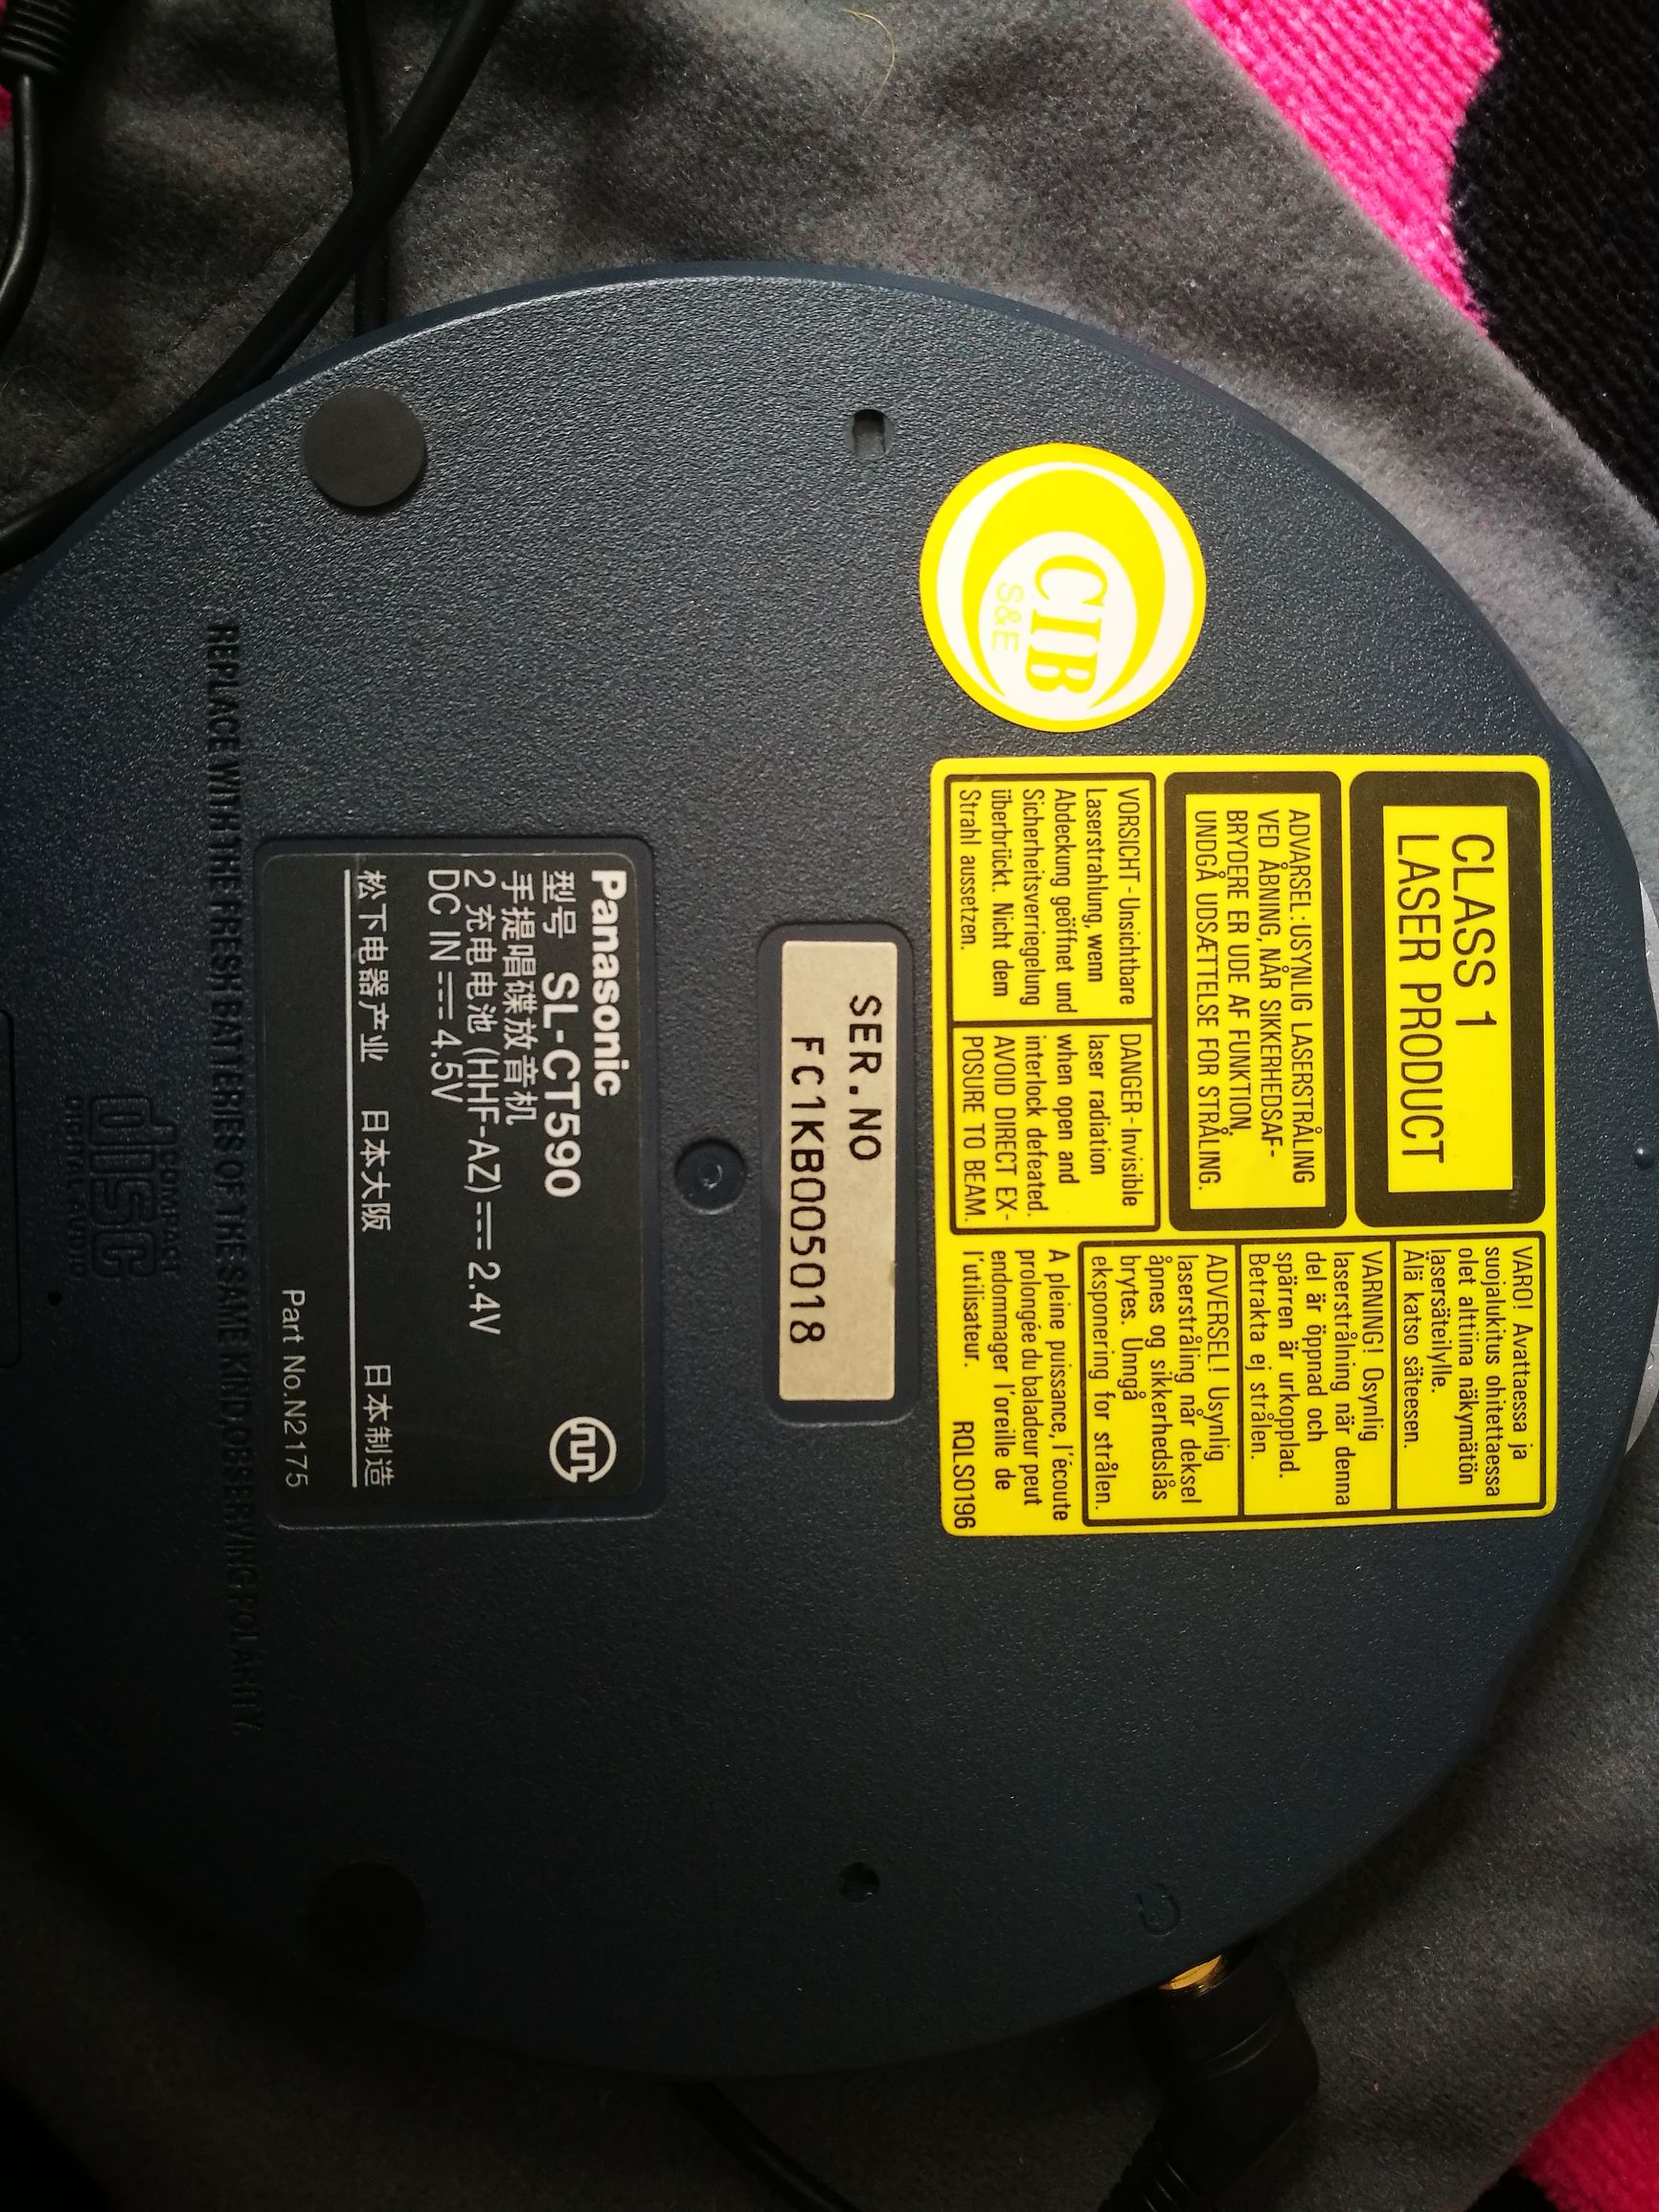 CIB
S&E
CLASS 1
LASER PRODUCT
ADVARSEL:USYNLIG LASERSTRÅLING
VED ÅBNING, NÅR SIKKERHEDSAF-
BRYDERE ER UDE AF FUNKTION.
UNDGÅ UDSÆTTELSE FOR STRÅLING.
VORSICHT-Unsichtbare
Laserstrahlung, wenn
Abdeckung geöffnet und
Sicherheitsverriegelung
überbrückt. Nicht dem
Strahl aussetzen.
DANGER-Invisible
laser radiation
when open and
interlock defeated.
AVOID DIRECT EX-
POSURE TO BEAM.
VARO! Avattaessa ja
suojalukitus ohitettaessa
olet alttiina näkymätön
lasersäteilylle.
Älä katso säteesen.
VARNING! Osynlig
laserstrålning när denna
del är öppnad och
spärren är urkopplad.
Betrakta ej strålen.
ADVERSEL! Usynlig
laserstråling når deksel
åpnes og sikkerhedslås
brytes. Unngå
eksponering for strålen.
A pleine puissance, l'écoute
prolongée du baladeur peut
endommager l'oreille de
l'utilisateur.
RQLS0196
SER.NO
FC1KB005018
Panasonic
型号 SL-CT590
手提唱碟放音机
2 充电电池 (HHF-AZ) ⎓ 2.4V
DC IN ⎓ 4.5V
松下电器产业 日本大阪 日本制造
Part No.N2175
REPLACE WITH THE FRESH BATTERIES OF THE SAME KIND, OBSERVING POLARITY.
COMPACT
disc
DIGITAL AUDIO